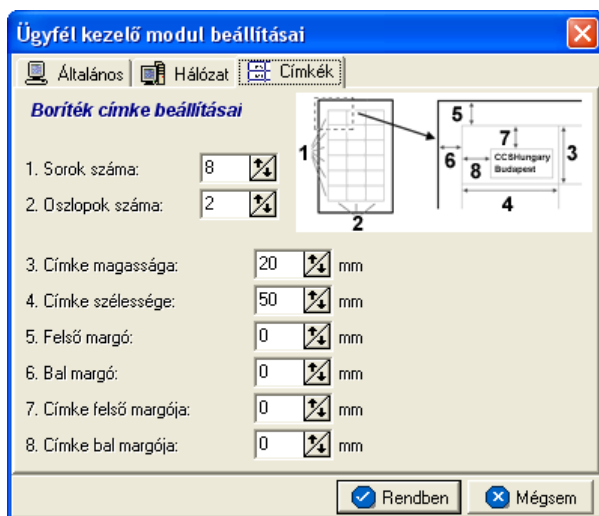 Ügyfél kezelő modul beállításai
Általános Hálózat Címkék
Boríték címke beállításai
1. Sorok száma: 8
2. Oszlopok száma: 2
1
2
5
7
6
8
3
4
CCSHungary
Budapest
3. Címke magassága: 20 mm
4. Címke szélessége: 50 mm
5. Felső margó: 0 mm
6. Bal margó: 0 mm
7. Címke felső margója: 0 mm
8. Címke bal margója: 0 mm
Rendben Mégsem